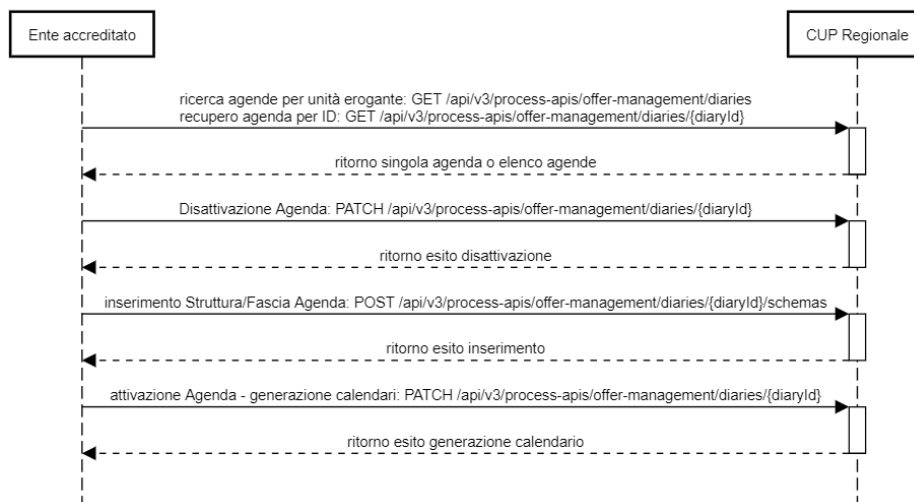 Ente accreditato
CUP Regionale
ricerca agende per unità erogante: GET /api/v3/process-apis/offer-management/diaries
recupero agenda per ID: GET /api/v3/process-apis/offer-management/diaries/{diaryId}
ritorno singola agenda o elenco agende
Disattivazione Agenda: PATCH /api/v3/process-apis/offer-management/diaries/{diaryId}
ritorno esito disattivazione
inserimento Struttura/Fascia Agenda: POST /api/v3/process-apis/offer-management/diaries/{diaryId}/schemas
ritorno esito inserimento
attivazione Agenda - generazione calendari: PATCH /api/v3/process-apis/offer-management/diaries/{diaryId}
ritorno esito generazione calendario